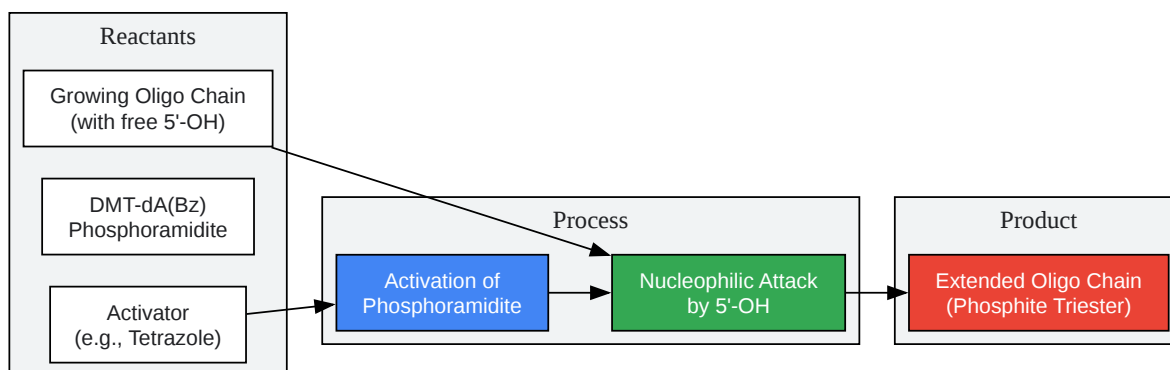 Reactants
Growing Oligo Chain
(with free 5'-OH)
DMT-dA(Bz)
Phosphoramidite
Activator
(e.g., Tetrazole)
Process
Activation of
Phosphoramidite
Nucleophilic Attack
by 5'-OH
Product
Extended Oligo Chain
(Phosphite Triester)